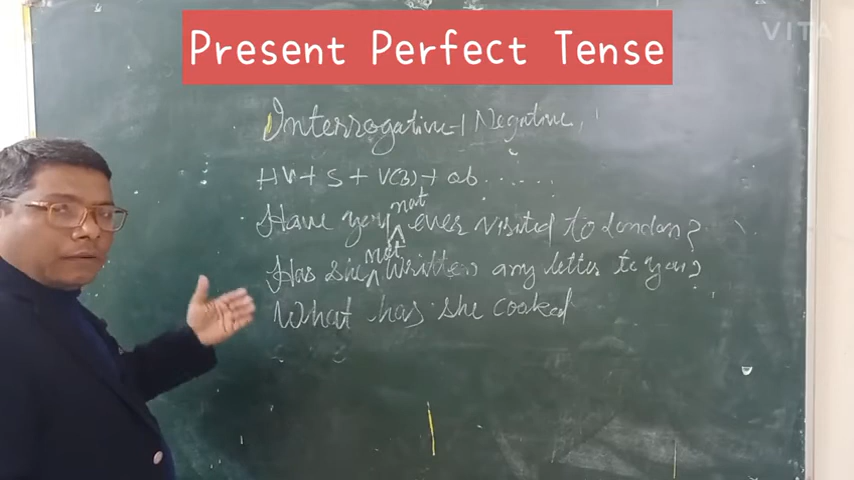 Present Perfect Tense
VITA
Interrogative + Negative
HV + S + V(3) + ob......
Have you not ever visited to London?
Has she not written any letter to you?
What has she cooked